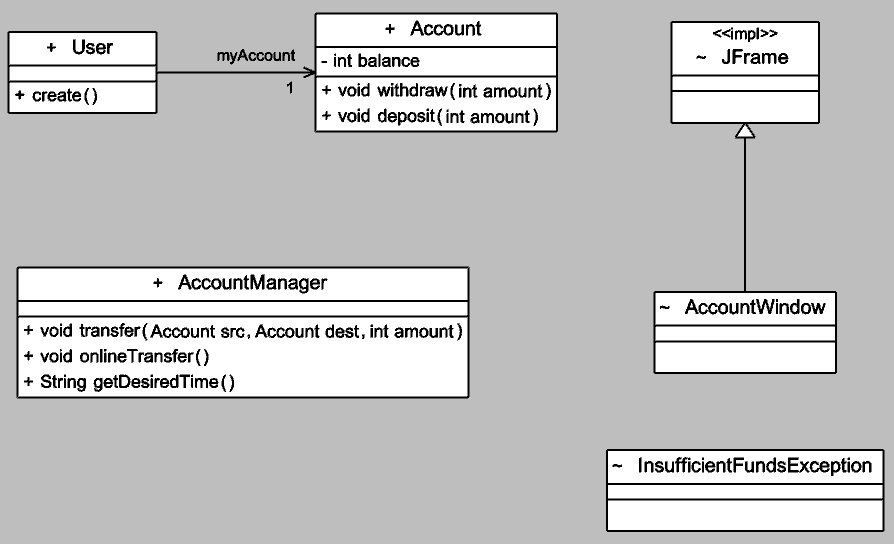 + User
+ create()
myAccount
1
+ Account
- int balance
+ void withdraw(int amount)
+ void deposit(int amount)
<<impl>>
~ JFrame
+ AccountManager
+ void transfer(Account src, Account dest, int amount)
+ void onlineTransfer()
+ String getDesiredTime()
~ AccountWindow
~ InsufficientFundsException